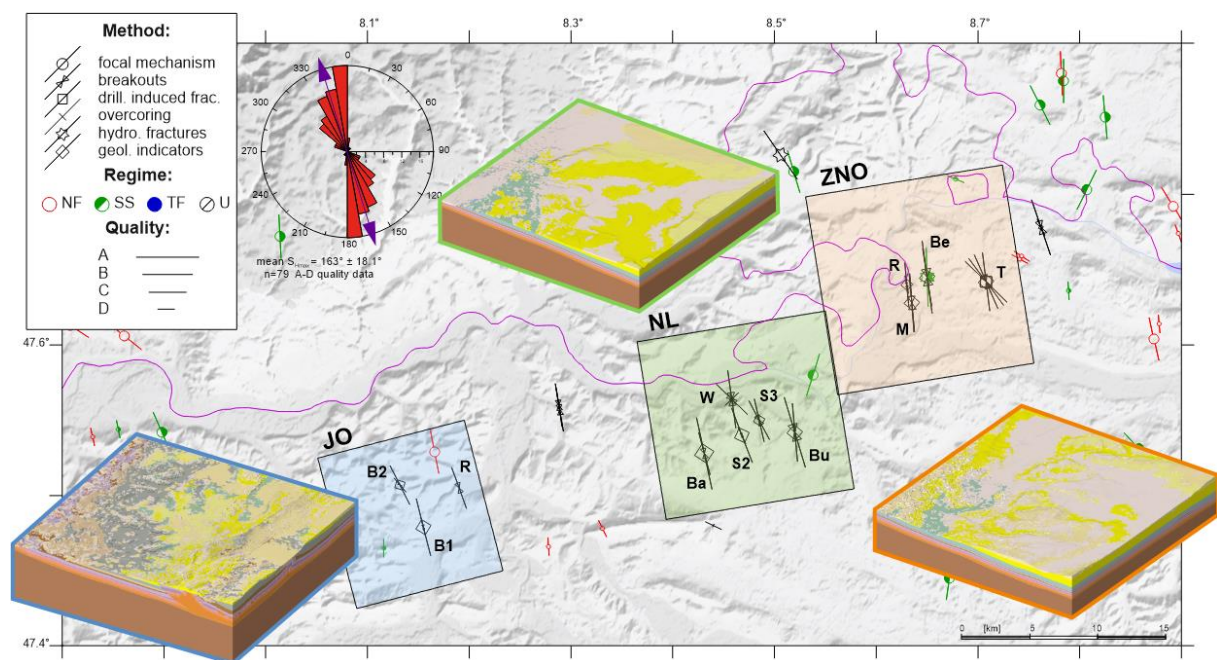 Method:
focal mechanism
breakouts
drill. induced frac.
overcoring
hydro. fractures
geol. indicators
Regime:
NF SS TF U
Quality:
A
B
C
D
0
30
60
90
150
180
210
240
270
300
330
mean SHmax = 163° ± 18.1°
n=79 A-D quality data
8.1°
8.3°
8.5°
8.7°
47.6°
47.4°
ZNO
Be
R
T
M
NL
W
S3
S2
Bu
Ba
JO
B2
R
B1
[km]
0 5 10 15